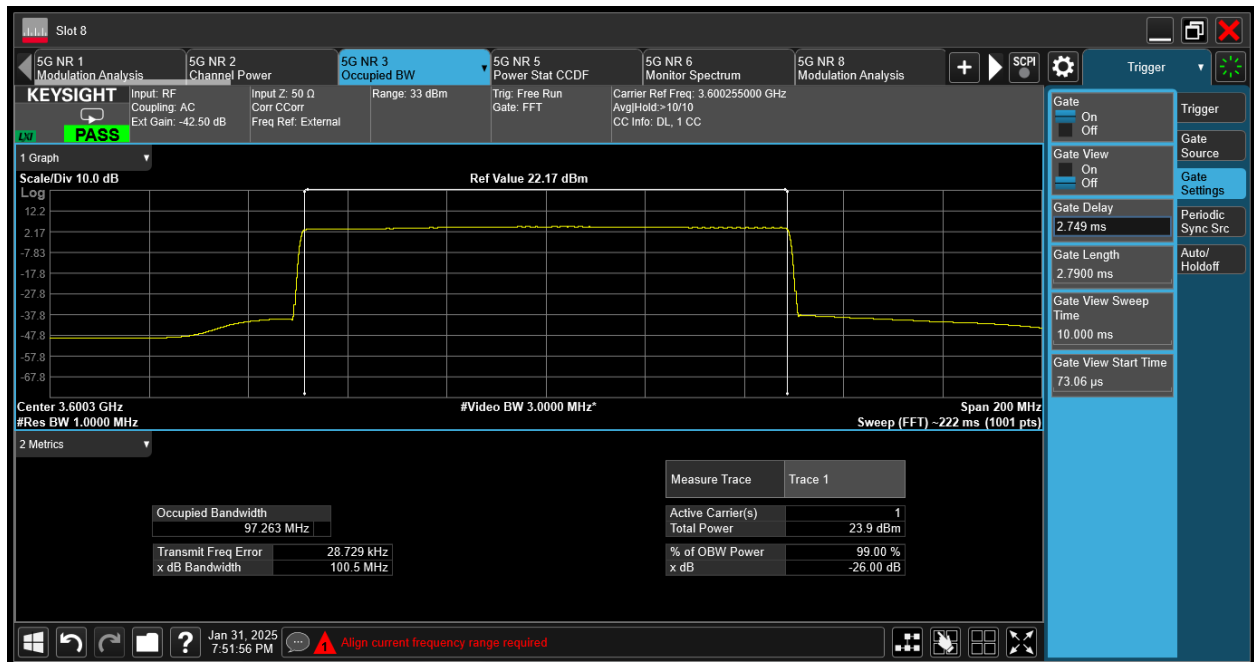 Slot 8
5G NR 1
Modulation Analysis
5G NR 2
Channel Power
5G NR 3
Occupied BW
5G NR 5
Power Stat CCDF
5G NR 6
Monitor Spectrum
5G NR 8
Modulation Analysis
SCPI
Trigger
KEYSIGHT
LXI
PASS
Input: RF
Coupling: AC
Ext Gain: -42.50 dB
Input Z: 50 Ω
Corr CCorr
Freq Ref: External
Range: 33 dBm
Trig: Free Run
Gate: FFT
Carrier Ref Freq: 3.600255000 GHz
Avg|Hold:>10/10
CC Info: DL, 1 CC
1 Graph
Scale/Div 10.0 dB
Ref Value 22.17 dBm
Log
12.2
2.17
-7.83
-17.8
-27.8
-37.8
-47.8
-57.8
-67.8
Center 3.6003 GHz
#Video BW 3.0000 MHz*
Span 200 MHz
#Res BW 1.0000 MHz
Sweep (FFT) ~222 ms (1001 pts)
2 Metrics
Measure Trace Trace 1
Occupied Bandwidth
97.263 MHz
Active Carrier(s) 1
Total Power 23.9 dBm
Transmit Freq Error 28.729 kHz
x dB Bandwidth 100.5 MHz
% of OBW Power 99.00 %
x dB -26.00 dB
Gate
On
Off
Gate View
On
Off
Gate Delay
2.749 ms
Gate Length
2.7900 ms
Gate View Sweep
Time
10.000 ms
Gate View Start Time
73.06 µs
Trigger
Gate
Source
Gate
Settings
Periodic
Sync Src
Auto/
Holdoff
?
Jan 31, 2025
7:51:56 PM
1
Align current frequency range required